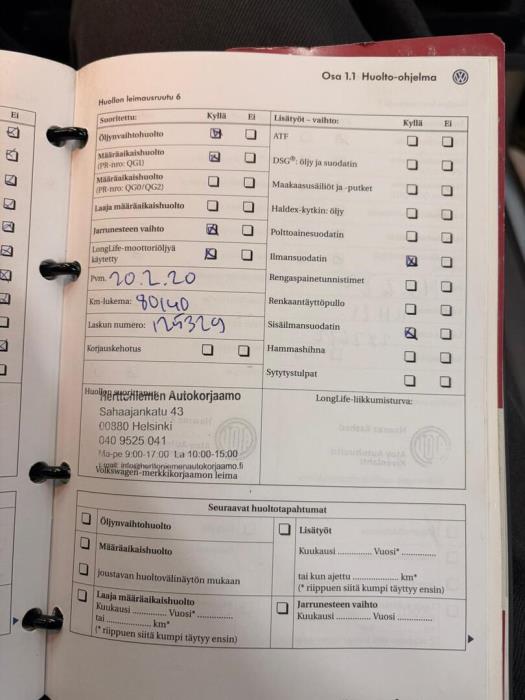 Osa 1.1 Huolto-ohjelma
Huollon leimausruutu 6
Suoritettu: Kyllä Ei
Öljynvaihtohuolto
Määräaikaishuolto
(PR-nro: QG1)
Määräaikaishuolto
(PR-nro: QG0/QG2)
Laaja määräaikaishuolto
Jarrunesteen vaihto
LongLife-moottoriöljyä
käytetty
Pvm. 20.2.20
Km-lukema: 80140
Laskun numero: 125329
Korjauskehotus
Lisätyöt – vaihto: Kyllä Ei
ATF
DSG®: öljy ja suodatin
Maakaasusäiliöt ja -putket
Haldex-kytkin: öljy
Polttoainesuodatin
Ilmansuodatin
Rengaspainetunnistimet
Renkaantäyttöpullo
Sisäilmansuodatin
Hammashihna
Sytytystulpat
Huollon suorittanut
Herttoniemen Autokorjaamo
Sahaajankatu 43
00880 Helsinki
040 9525 041
Ma-pe 9:00-17:00 La 10:00-15:00
Volkswagen-merkkikorjaamon leima
LongLife-liikkumisturva:
Seuraavat huoltotapahtumat
Öljynvaihtohuolto
Määräaikaishuolto
joustavan huoltovälinäytön mukaan
Lisätyöt
Kuukausi .............. Vuosi* ..............
tai kun ajettu .................. km*
(* riippuen siitä kumpi täyttyy ensin)
Laaja määräaikaishuolto
Kuukausi .............. Vuosi* ..............
tai .................. km*
(* riippuen siitä kumpi täytyy ensin)
Jarrunesteen vaihto
Kuukausi .............. Vuosi ..............
Ei